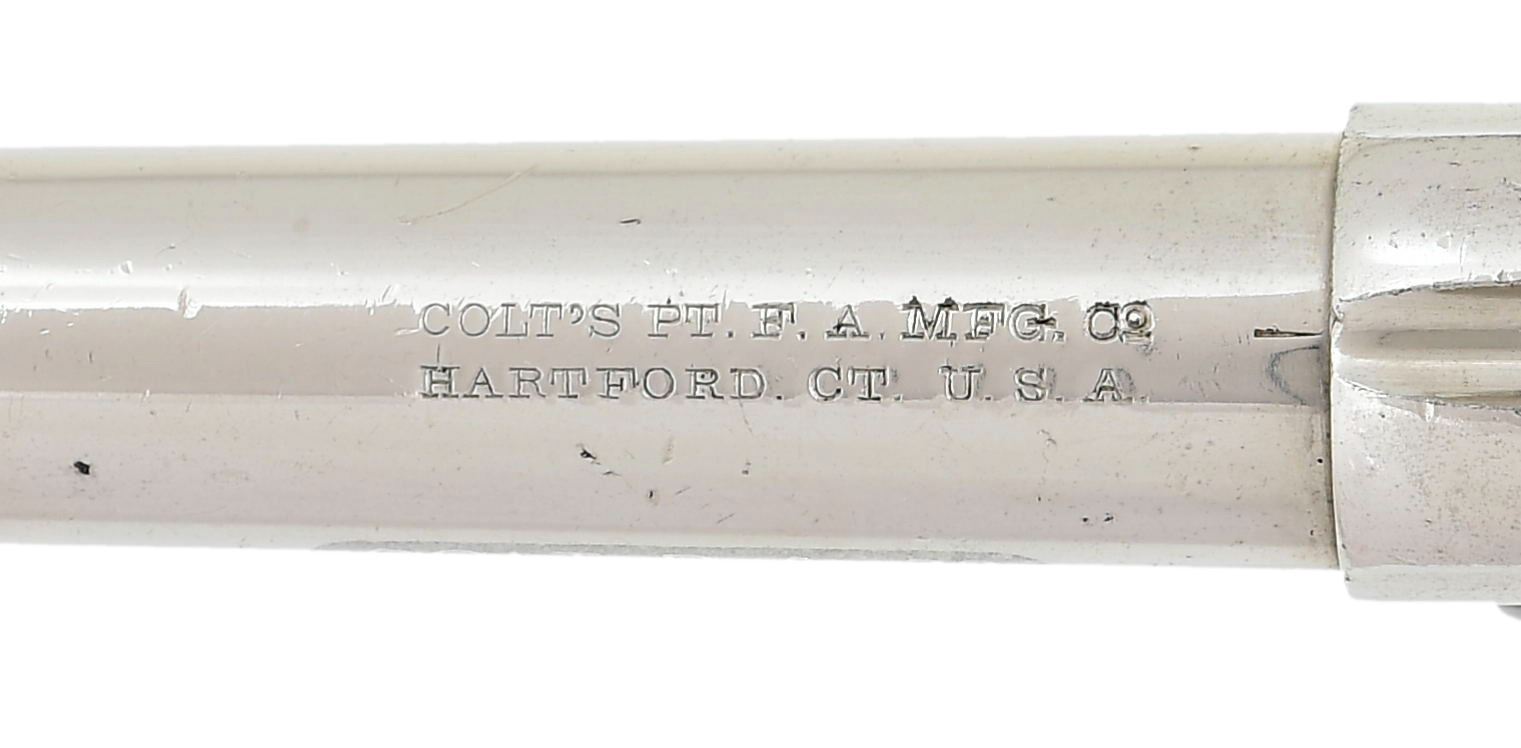 COLT'S PT. F. A. MFG. Cº
HARTFORD. CT. U. S. A.